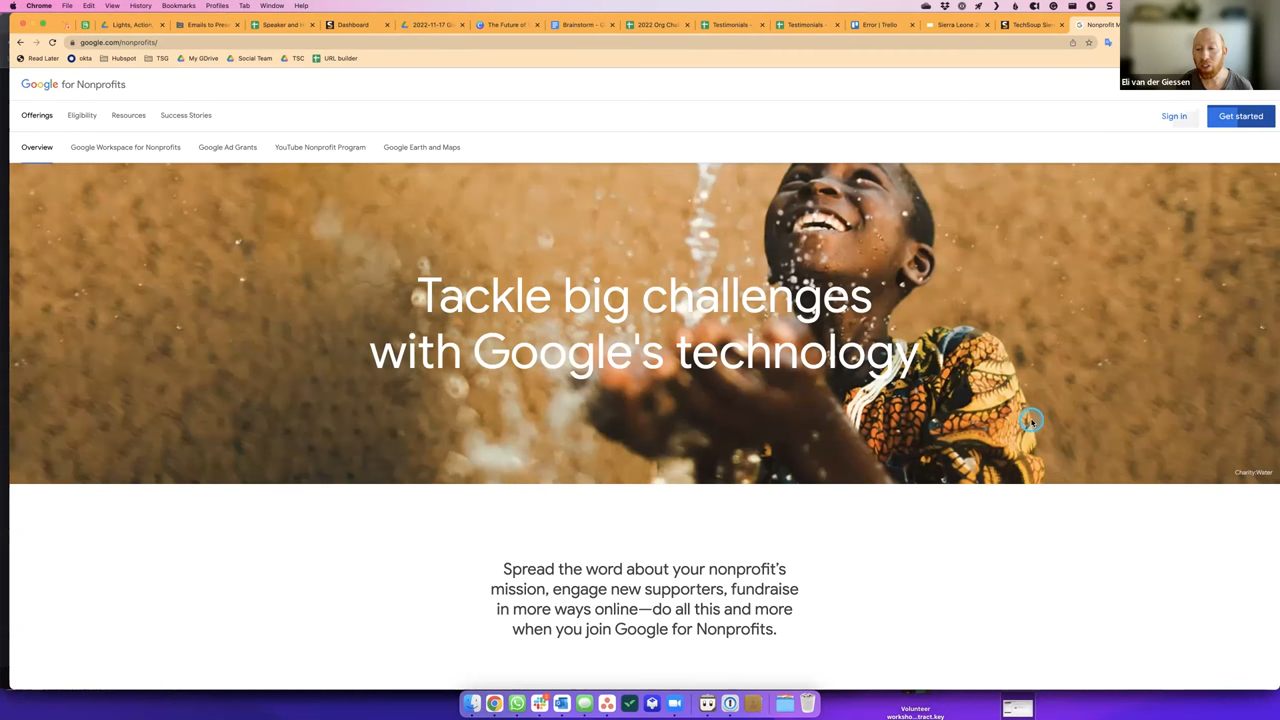 Chrome File Edit View History Bookmarks Profiles Tab Window Help
Lights, Action, Emails to Pres Speaker and H Dashboard 2022-11-17 G The Future of Brainstorm - G 2022 Org Cha Testimonials - Testimonials - Error | Trello Sierra Leone 2 TechSoup Sie Nonprofit M
google.com/nonprofits/
Read Later okta Hubspot TSG My GDrive Social Team TSC URL builder
Eli van der Giessen
Google for Nonprofits
Offerings Eligibility Resources Success Stories Sign in Get started
Overview Google Workspace for Nonprofits Google Ad Grants YouTube Nonprofit Program Google Earth and Maps
Tackle big challenges
with Google's technology
Charity:Water
Spread the word about your nonprofit's
mission, engage new supporters, fundraise
in more ways online—do all this and more
when you join Google for Nonprofits.
Volunteer
worksho...tract.key